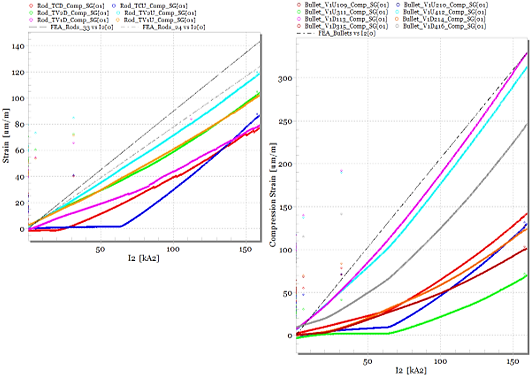 Rod_TCD_Comp_SG[01] Rod_TCU_Comp_SG[01]
Rod_TV2D_Comp_SG[01] Rod_TV2U_Comp_SG[01]
Rod_TV1D_Comp_SG[01] Rod_TV1U_Comp_SG[01]
FEA_Rods_33 vs I2[0] FEA_Rods_24 vs I2[0]
140
120
100
80
60
40
20
0
Strain [um/m]
50 100 150
I2 [kA2]
Bullet_V1U109_Comp_SG[01] Bullet_V1U210_Comp_SG[01]
Bullet_V1U311_Comp_SG[01] Bullet_V1U412_Comp_SG[01]
Bullet_V1D113_Comp_SG[01] Bullet_V1D214_Comp_SG[01]
Bullet_V1D315_Comp_SG[01] Bullet_V1D416_Comp_SG[01]
FEA_Bullets vs I2[0]
300
250
200
150
100
50
0
Compression Strain [um/m]
50 100 150
I2 [kA2]